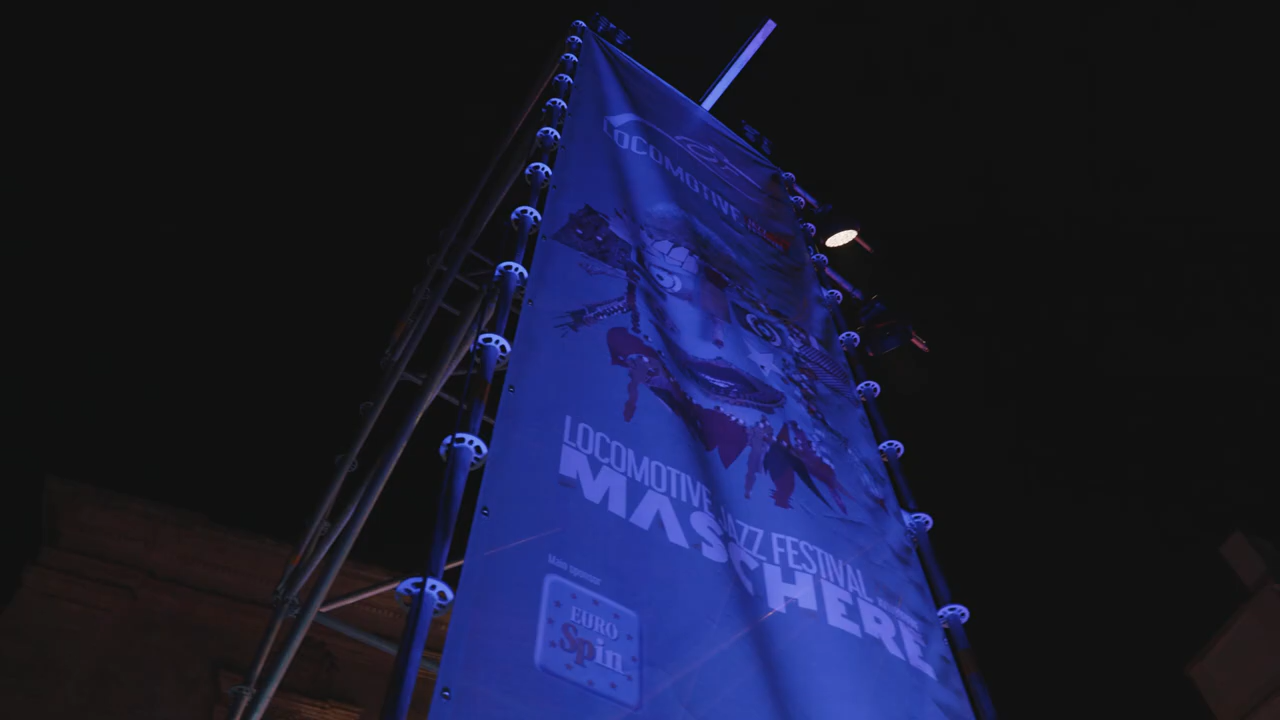 LOCOMOTIVE
LOCOMOTIVE JAZZ FESTIVAL
MASCHERE
Main sponsor
EURO
Spin